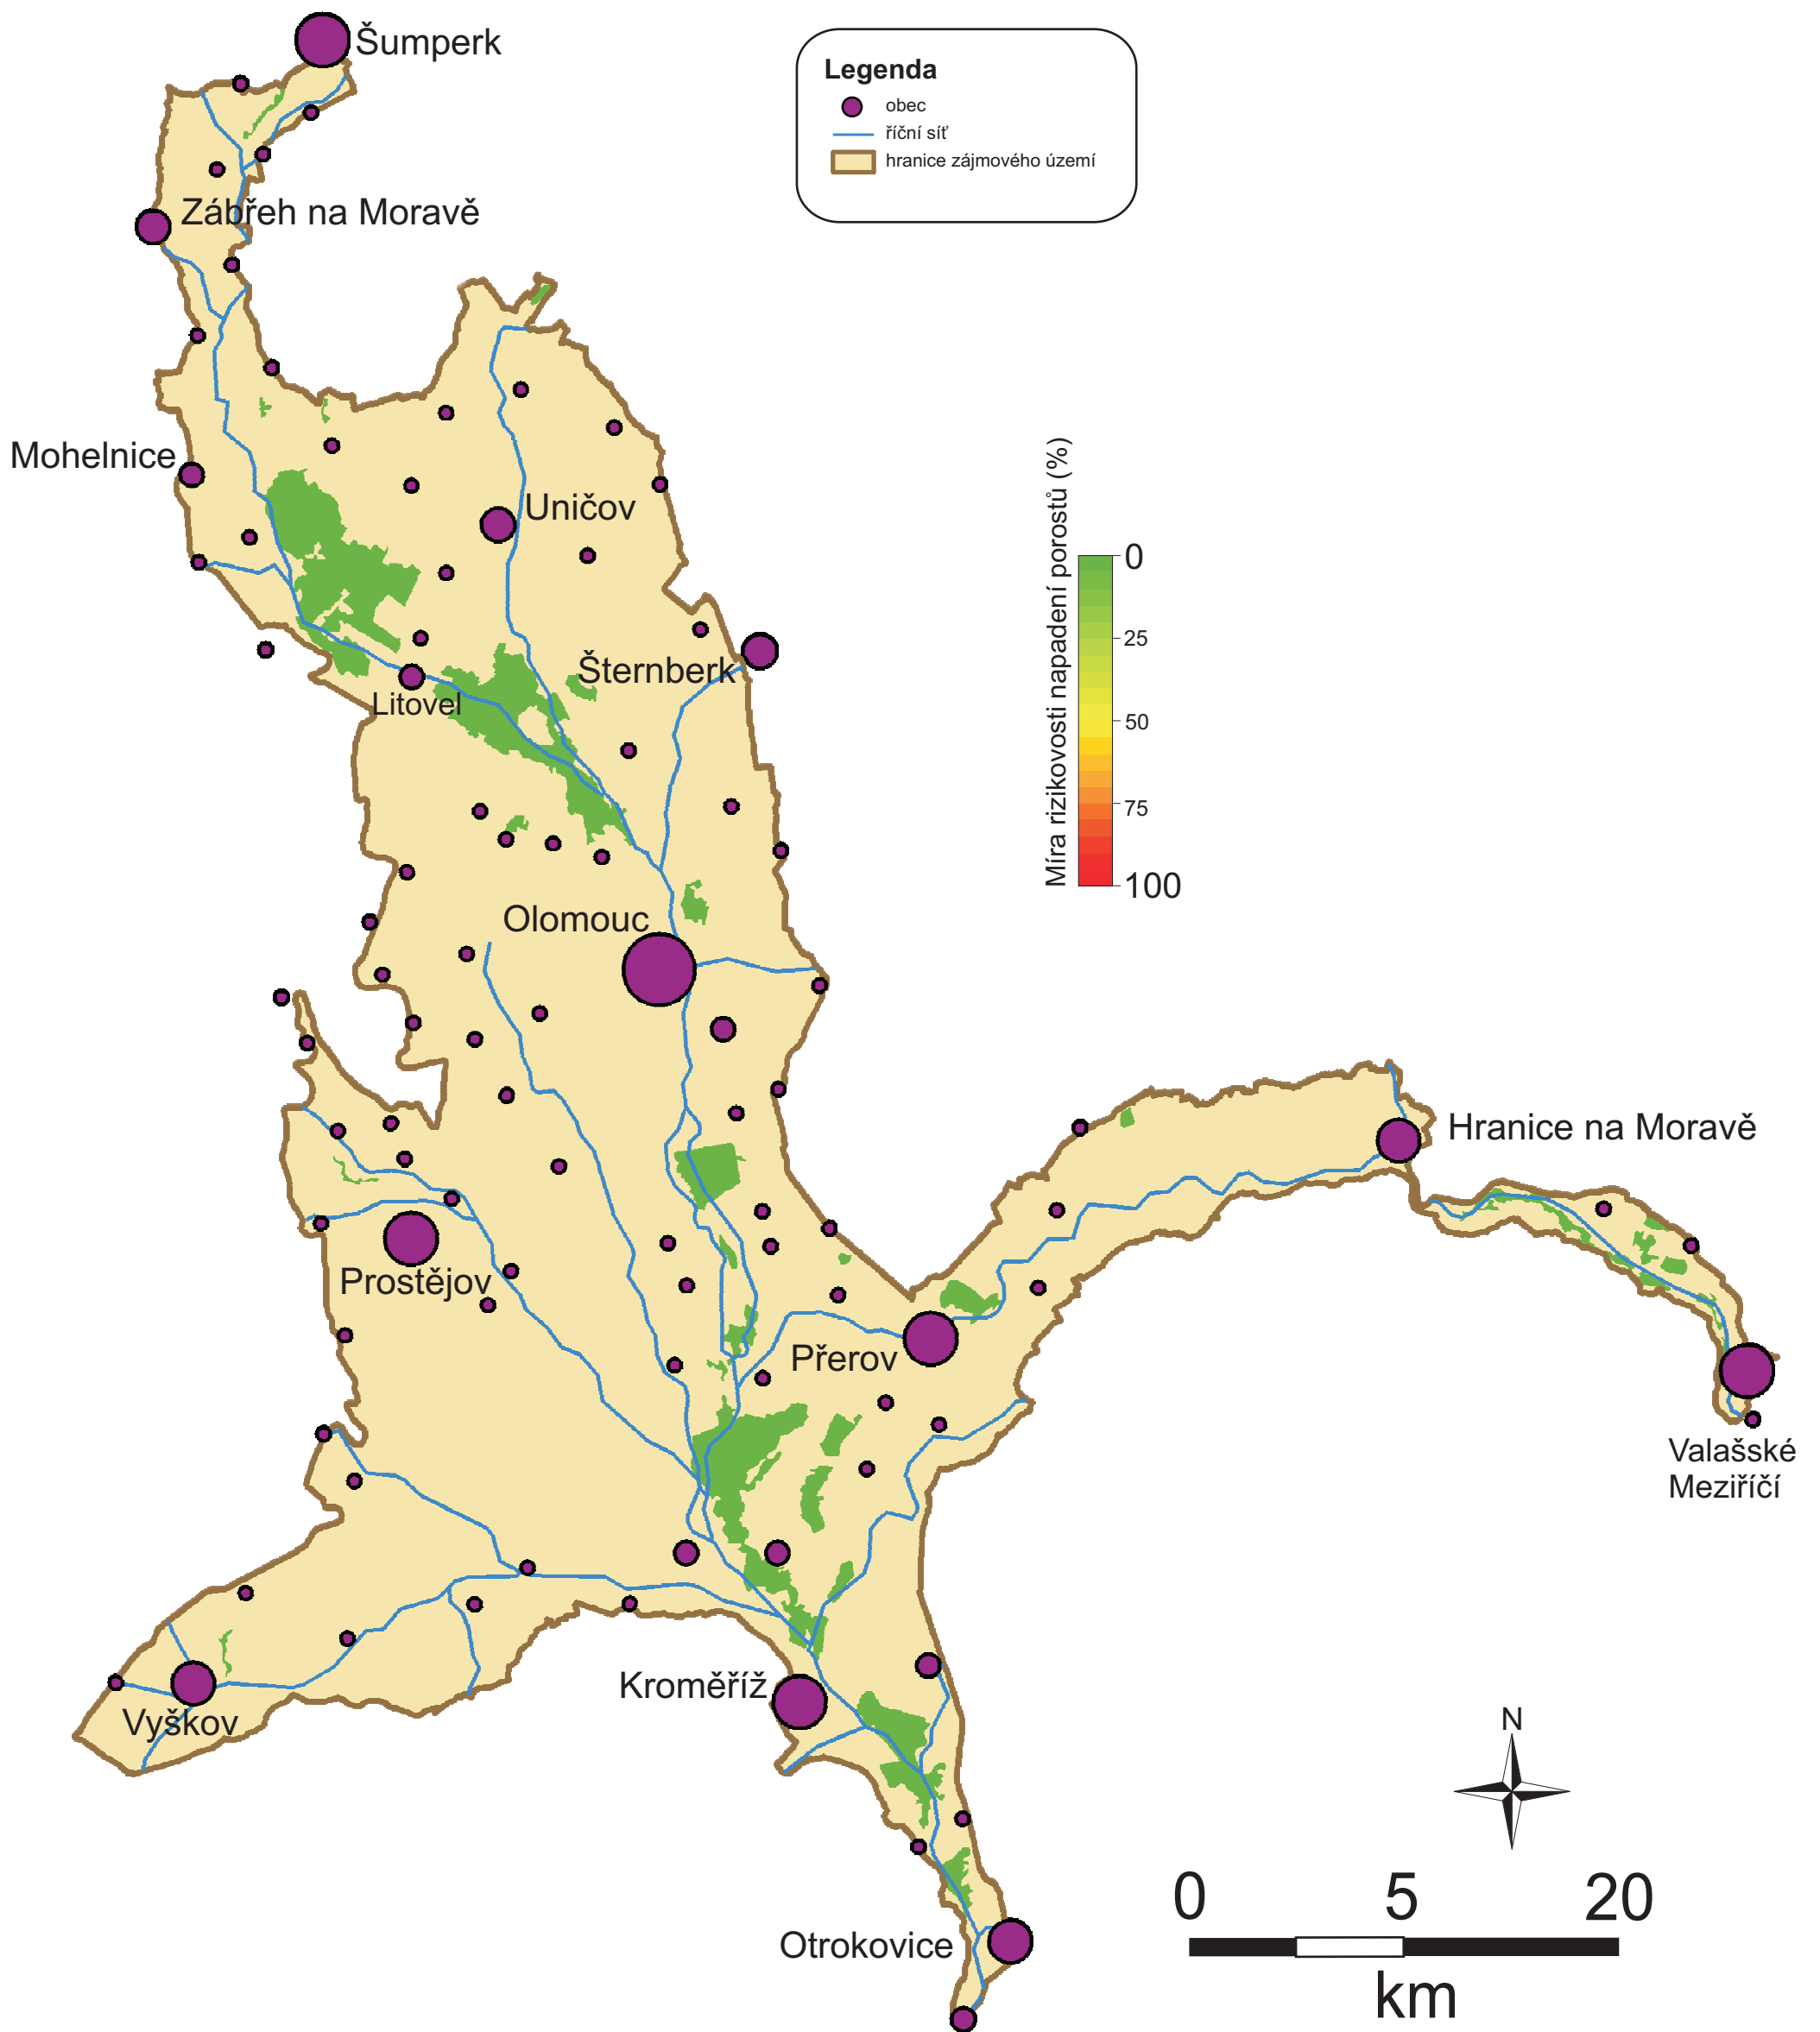 Šumperk
Legenda
obec
říční síť
hranice zájmového území
Zábřeh na Moravě
Mohelnice
Uničov
Míra rizikovosti napadení porostů (%)
0
25
50
75
100
Šternberk
Litovel
Olomouc
Hranice na Moravě
Prostějov
Přerov
Valašské
Meziříčí
Kroměříž
Vyškov
N
Otrokovice
0 5 20
km